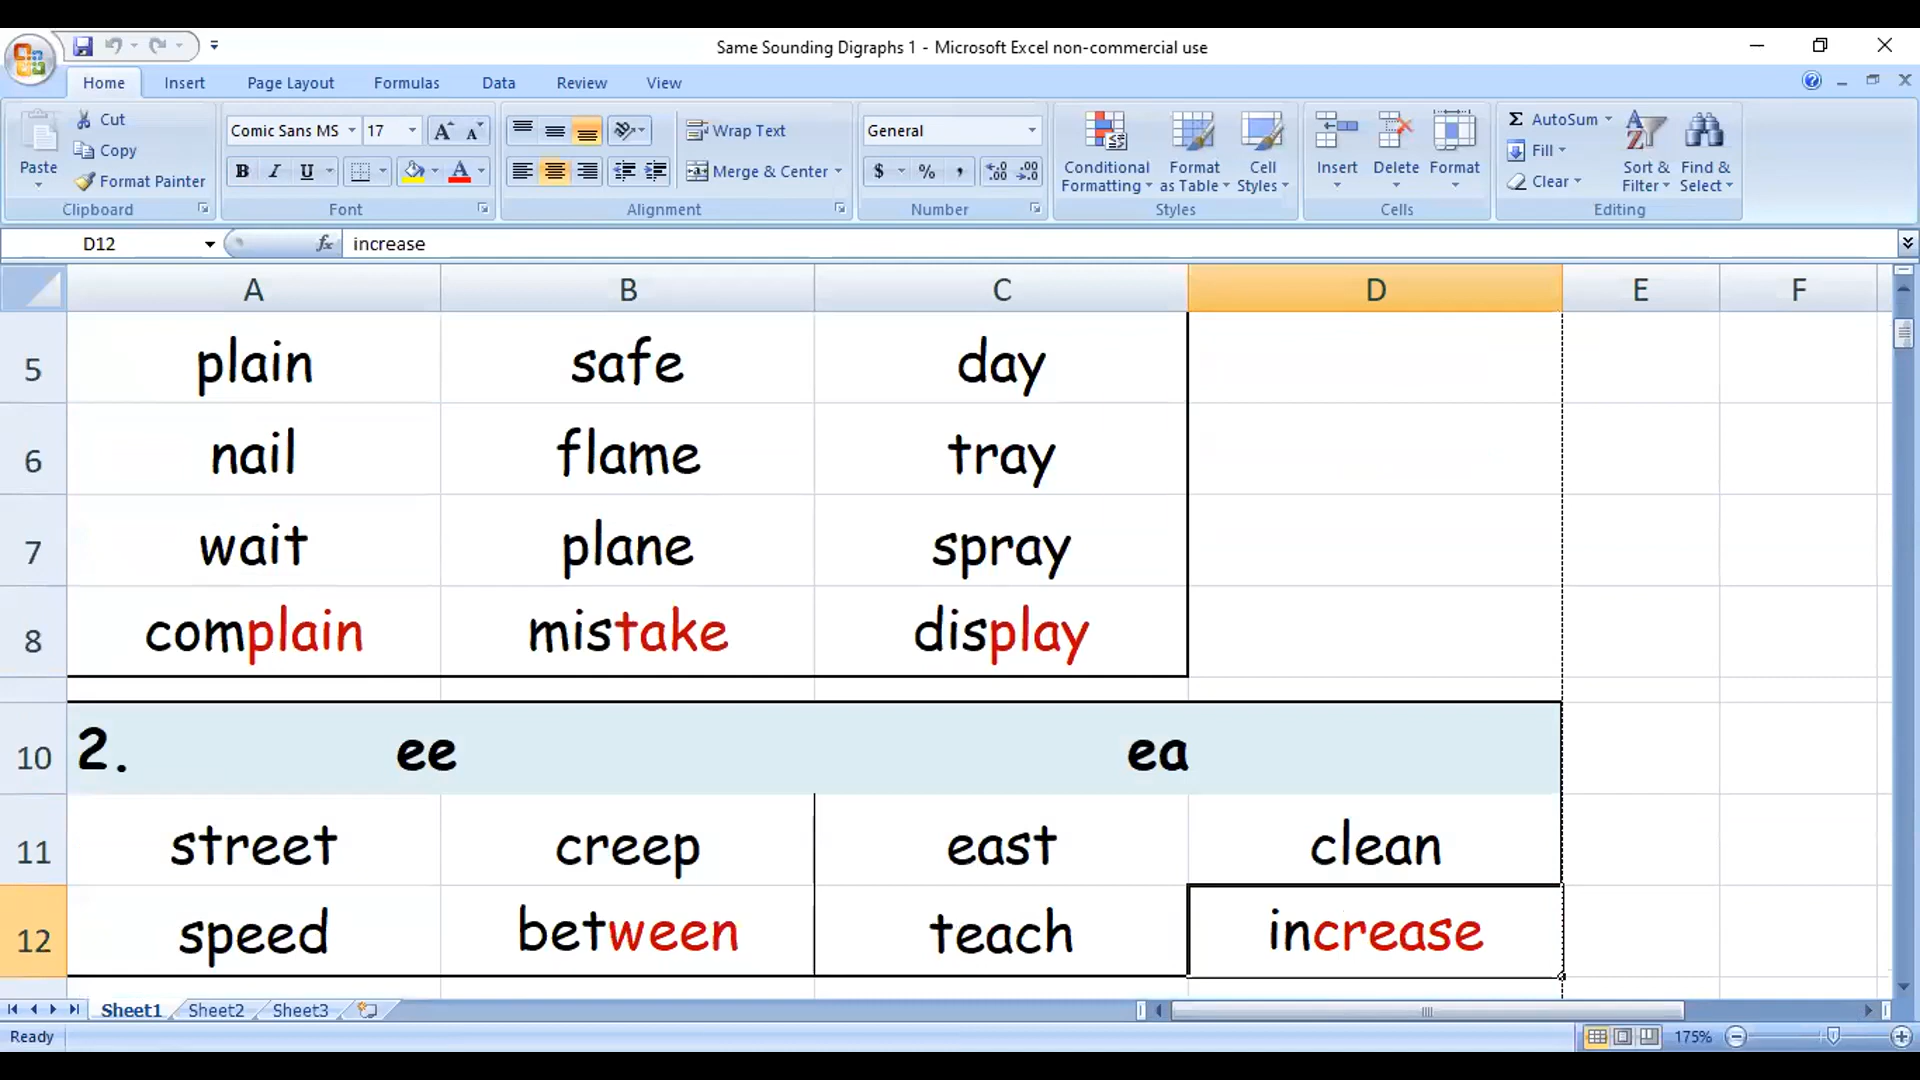 Same Sounding Digraphs 1 - Microsoft Excel non-commercial use
Home Insert Page Layout Formulas Data Review View
Paste
Cut
Copy
Format Painter
Clipboard
Comic Sans MS 17
B I U
Font
Wrap Text
Merge & Center
Alignment
General
$ % ,
Number
Conditional Formatting
Format as Table
Cell Styles
Styles
Insert Delete Format
Cells
AutoSum
Fill
Clear
Sort & Filter
Find & Select
Editing
D12 fx increase
A B C D E F
5 plain safe day
6 nail flame tray
7 wait plane spray
8 complain mistake display
10 2. ee ea
11 street creep east clean
12 speed between teach increase
Sheet1 Sheet2 Sheet3
Ready 175%